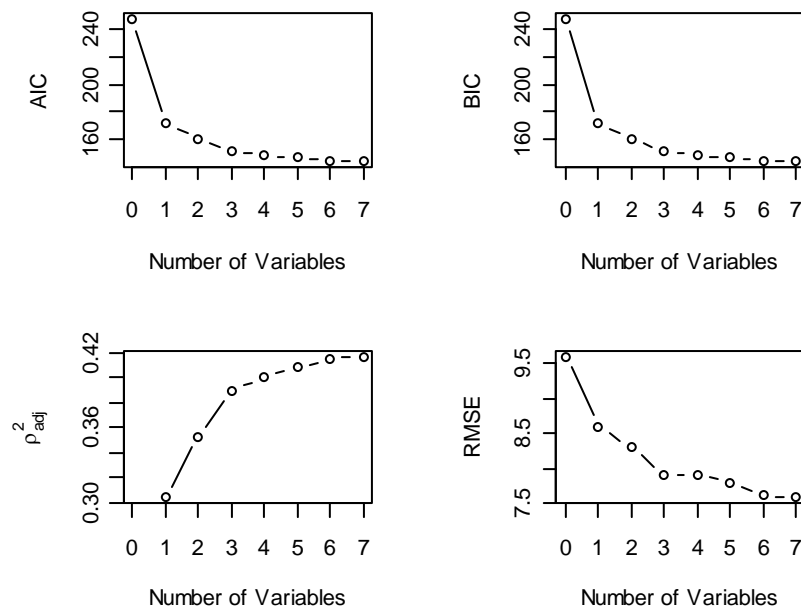 AIC
160 200 240
0 1 2 3 4 5 6 7
Number of Variables
BIC
160 200 240
0 1 2 3 4 5 6 7
Number of Variables
ρ²adj
0.30 0.36 0.42
0 1 2 3 4 5 6 7
Number of Variables
RMSE
7.5 8.5 9.5
0 1 2 3 4 5 6 7
Number of Variables